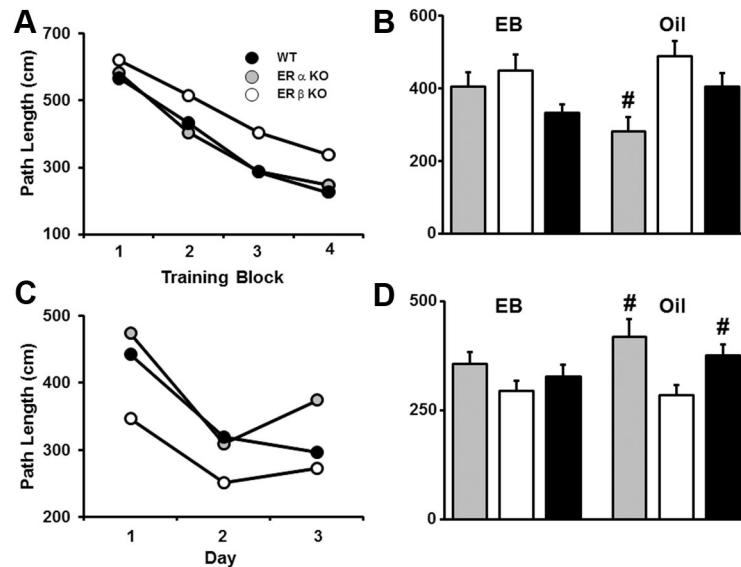 A
Path Length (cm)
700
500
300
100
1 2 3 4
Training Block
WT
ER α KO
ER β KO
B
600
400
200
0
EB Oil
#
C
Path Length (cm)
500
400
300
200
1 2 3
Day
D
500
250
0
EB Oil
# #